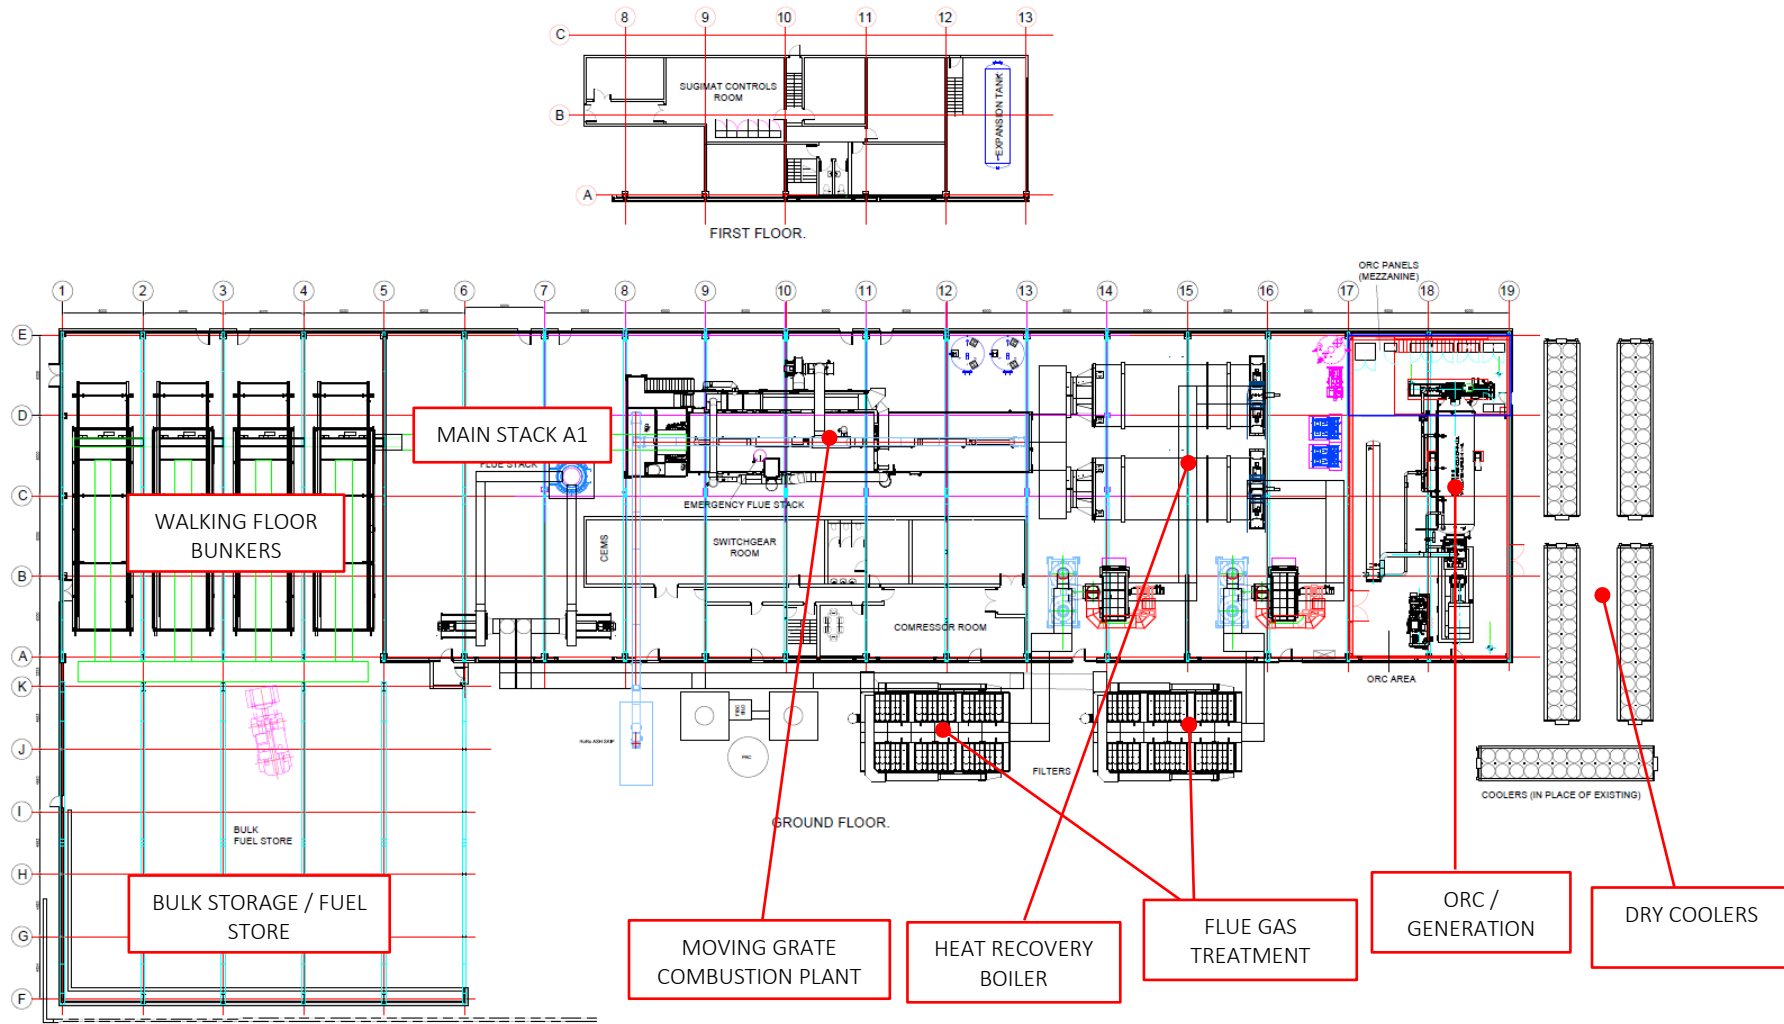 8 9 10 11 12 13
C
SUGIMAT CONTROLS
ROOM
B
EXPANSION TANK
A
FIRST FLOOR.
ORC PANELS
(MEZZANINE)
1 2 3 4 5 6 7 8 9 10 11 12 13 14 15 16 17 18 19
E
D
MAIN STACK A1
FLUE STACK
C
EMERGENCY FLUE STACK
WALKING FLOOR
BUNKERS
CEMS
SWITCHGEAR
ROOM
B
COMRESSOR ROOM
A
ORC AREA
K
J
FILTERS
COOLERS (IN PLACE OF EXISTING)
I
GROUND FLOOR.
BULK
FUEL STORE
H
BULK STORAGE / FUEL
STORE
G
MOVING GRATE
COMBUSTION PLANT
HEAT RECOVERY
BOILER
FLUE GAS
TREATMENT
ORC /
GENERATION
DRY COOLERS
F